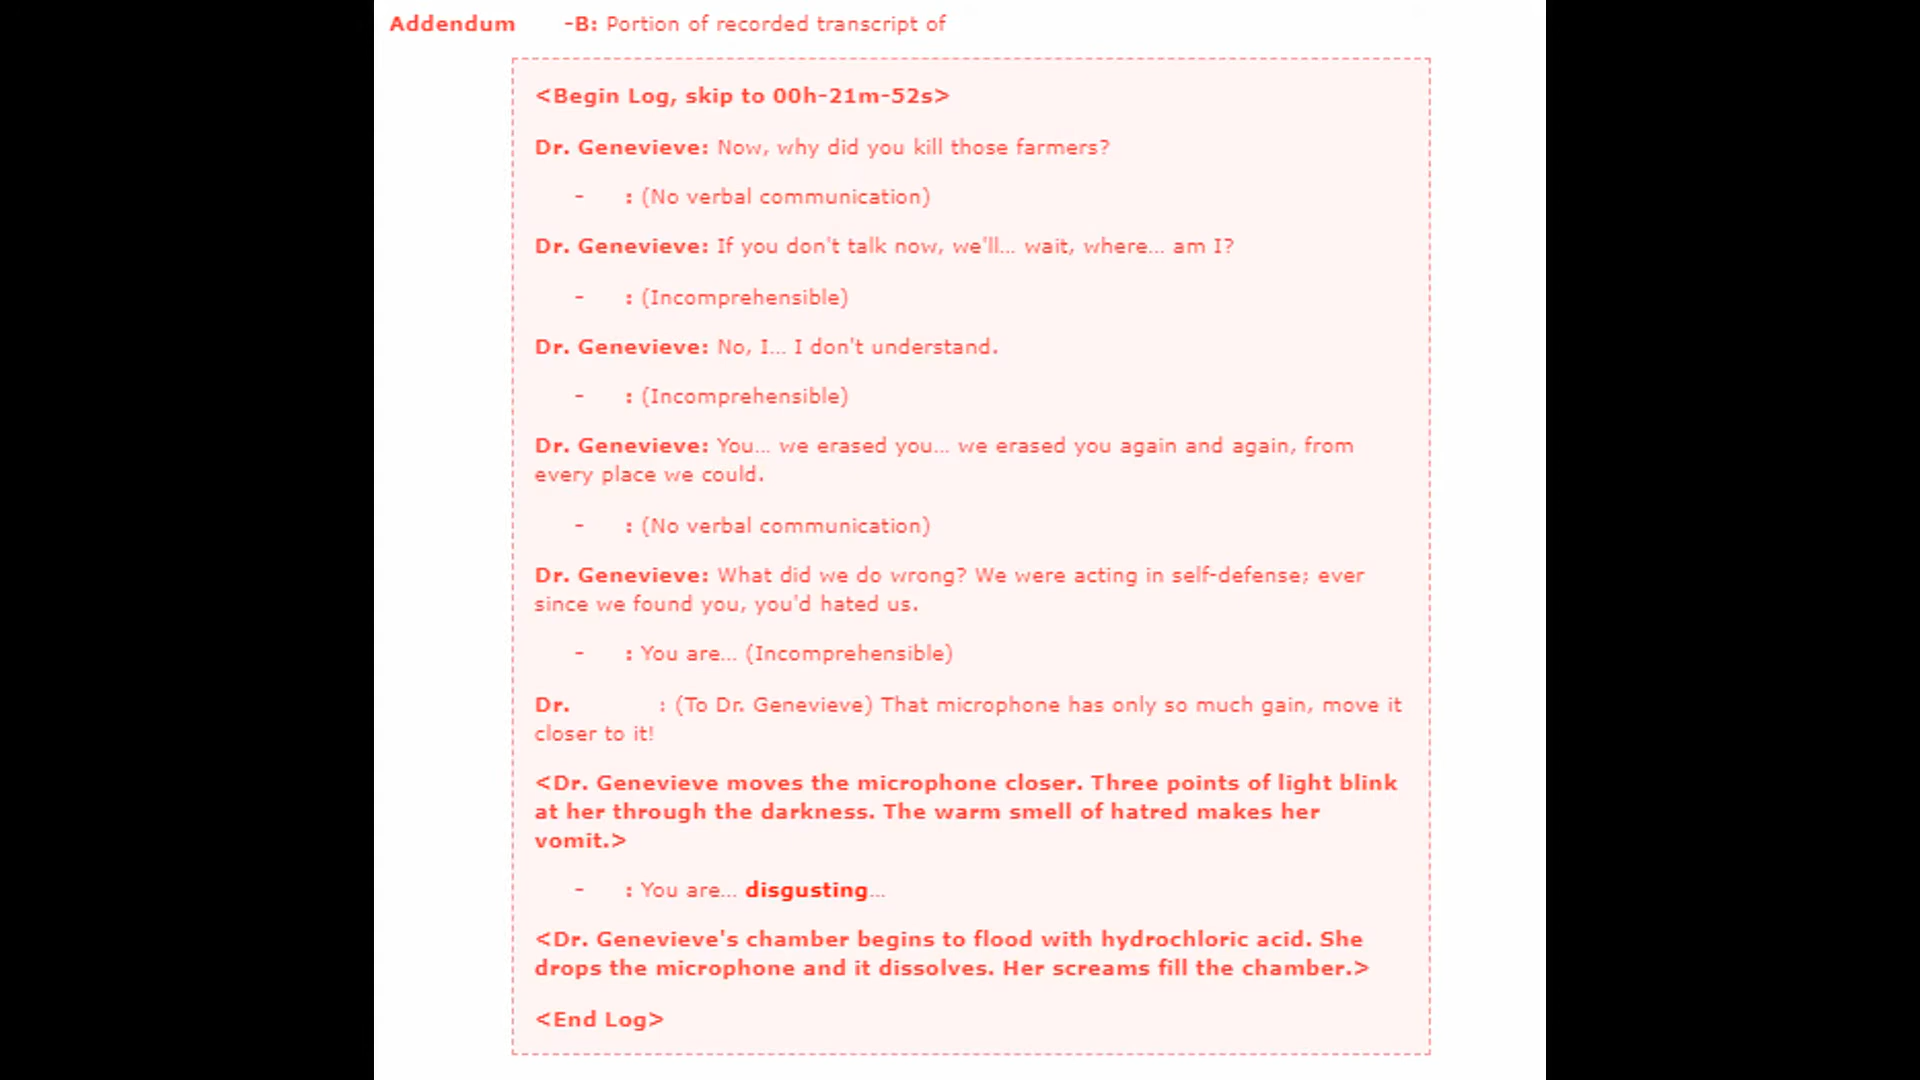 Addendum -B: Portion of recorded transcript of
<Begin Log, skip to 00h-21m-52s>
Dr. Genevieve: Now, why did you kill those farmers?
- : (No verbal communication)
Dr. Genevieve: If you don't talk now, we'll... wait, where... am I?
- : (Incomprehensible)
Dr. Genevieve: No, I... I don't understand.
- : (Incomprehensible)
Dr. Genevieve: You... we erased you... we erased you again and again, from
every place we could.
- : (No verbal communication)
Dr. Genevieve: What did we do wrong? We were acting in self-defense; ever
since we found you, you'd hated us.
- : You are... (Incomprehensible)
Dr. : (To Dr. Genevieve) That microphone has only so much gain, move it
closer to it!
<Dr. Genevieve moves the microphone closer. Three points of light blink
at her through the darkness. The warm smell of hatred makes her
vomit.>
- : You are... disgusting...
<Dr. Genevieve's chamber begins to flood with hydrochloric acid. She
drops the microphone and it dissolves. Her screams fill the chamber.>
<End Log>